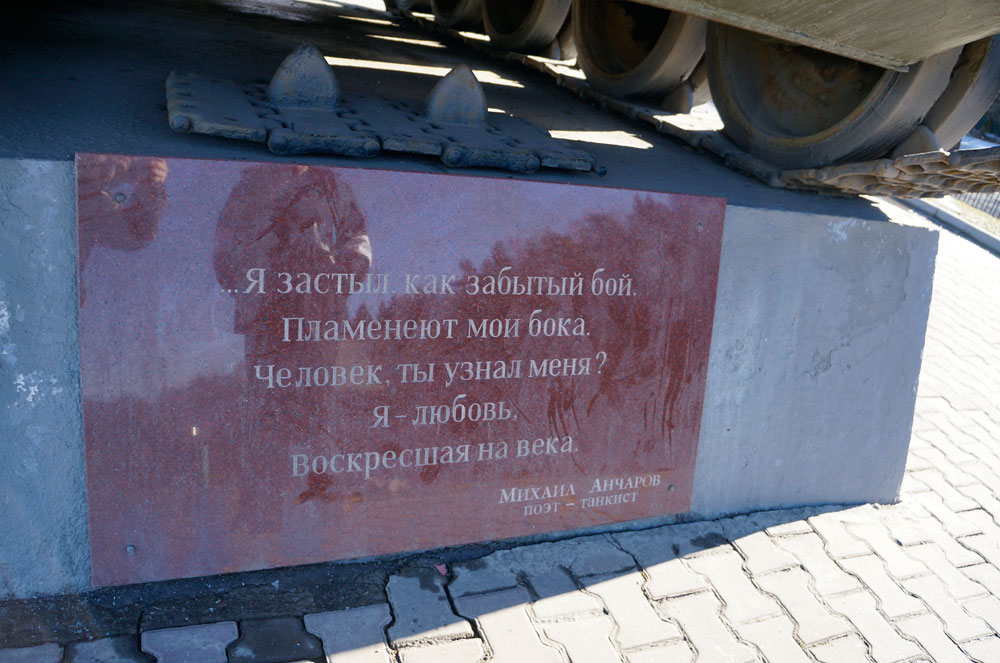 ...Я застыл, как забытый бой.
Пламенеют мои бока.
Человек, ты узнал меня?
Я – любовь,
Воскресшая на века.
Михаил Анчаров
поэт – танкист